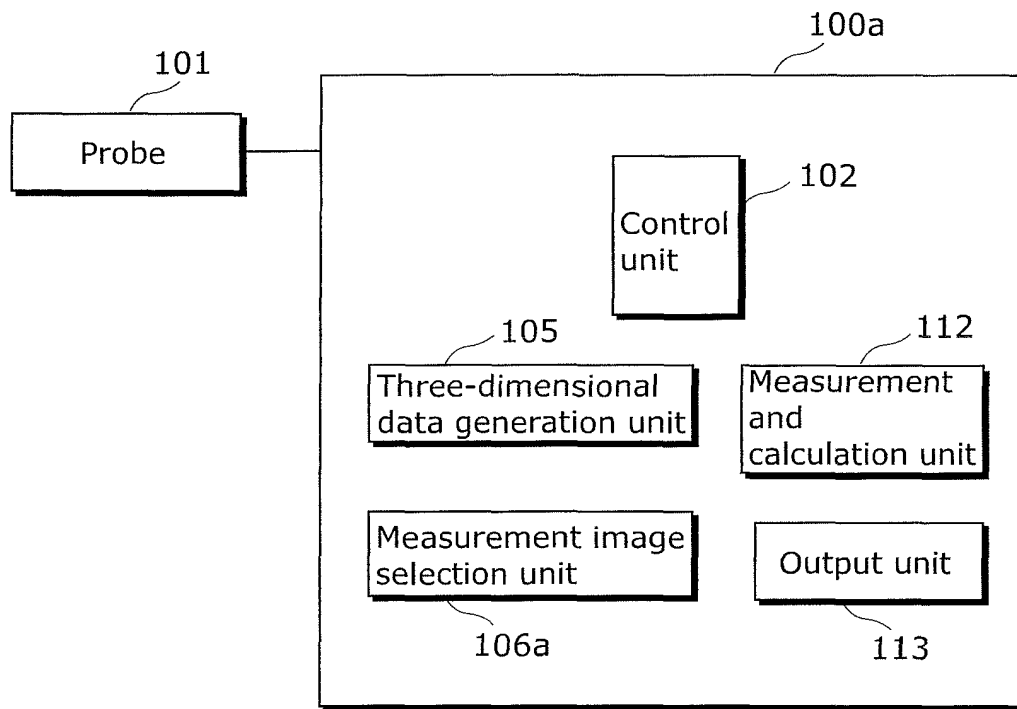 100a
101
Probe
102
Control
unit
105
Three-dimensional
data generation unit
112
Measurement
and
calculation unit
Measurement image
selection unit
106a
Output unit
113